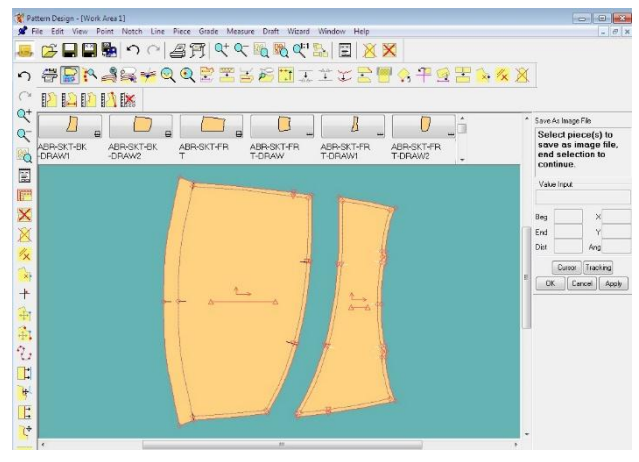 Pattern Design - [Work Area 1]
File Edit View Point Notch Line Piece Grade Measure Draft Wizard Window Help
ABR-SKT-BK
-DRAW1
ABR-SKT-BK
-DRAW2
ABR-SKT-FR
T
ABR-SKT-FR
T-DRAW
ABR-SKT-FR
T-DRAW1
ABR-SKT-FR
T-DRAW2
Save As Image File
Select piece(s) to
save as image file,
end selection to
continue.
Value Input
Beg X
End Y
Dist Ang
Cursor Tracking
OK Cancel Apply